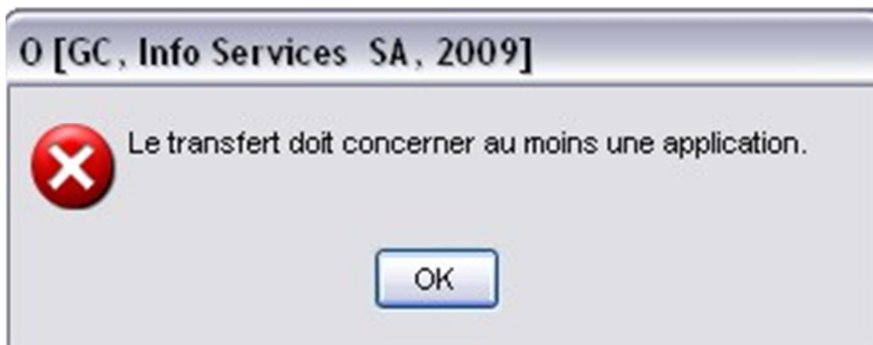 O [GC, Info Services SA, 2009]
Le transfert doit concerner au moins une application.
OK